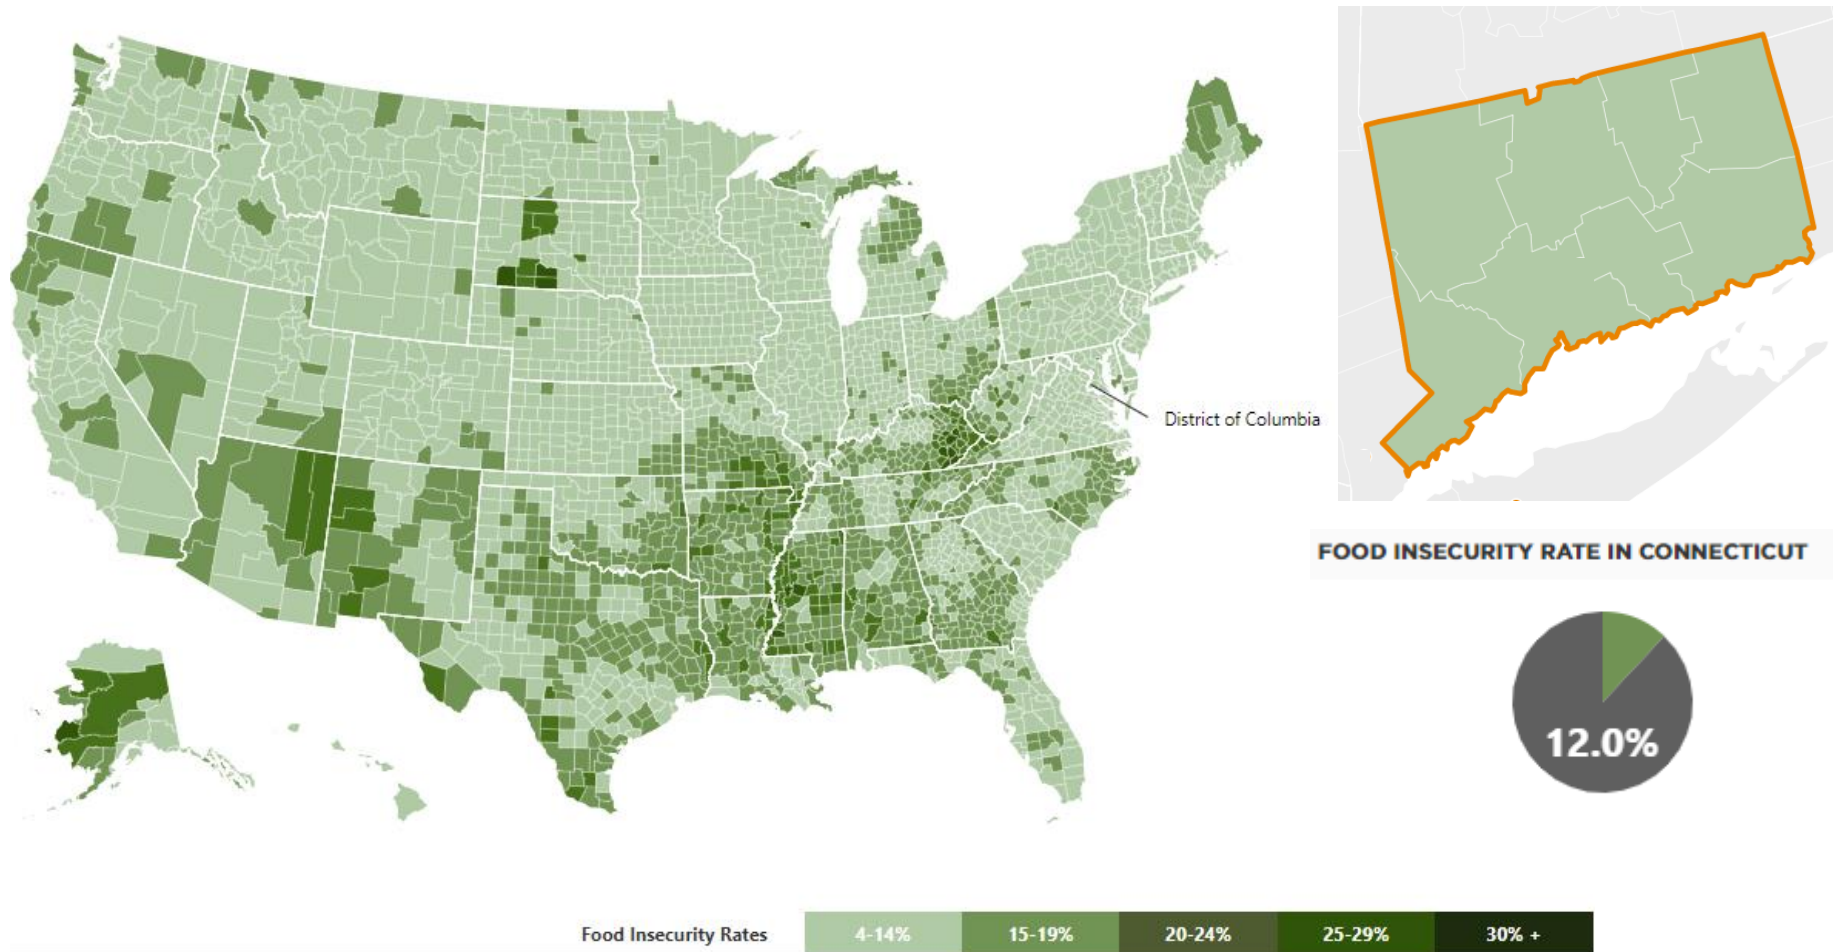 District of Columbia
FOOD INSECURITY RATE IN CONNECTICUT
12.0%
Food Insecurity Rates 4-14% 15-19% 20-24% 25-29% 30% +